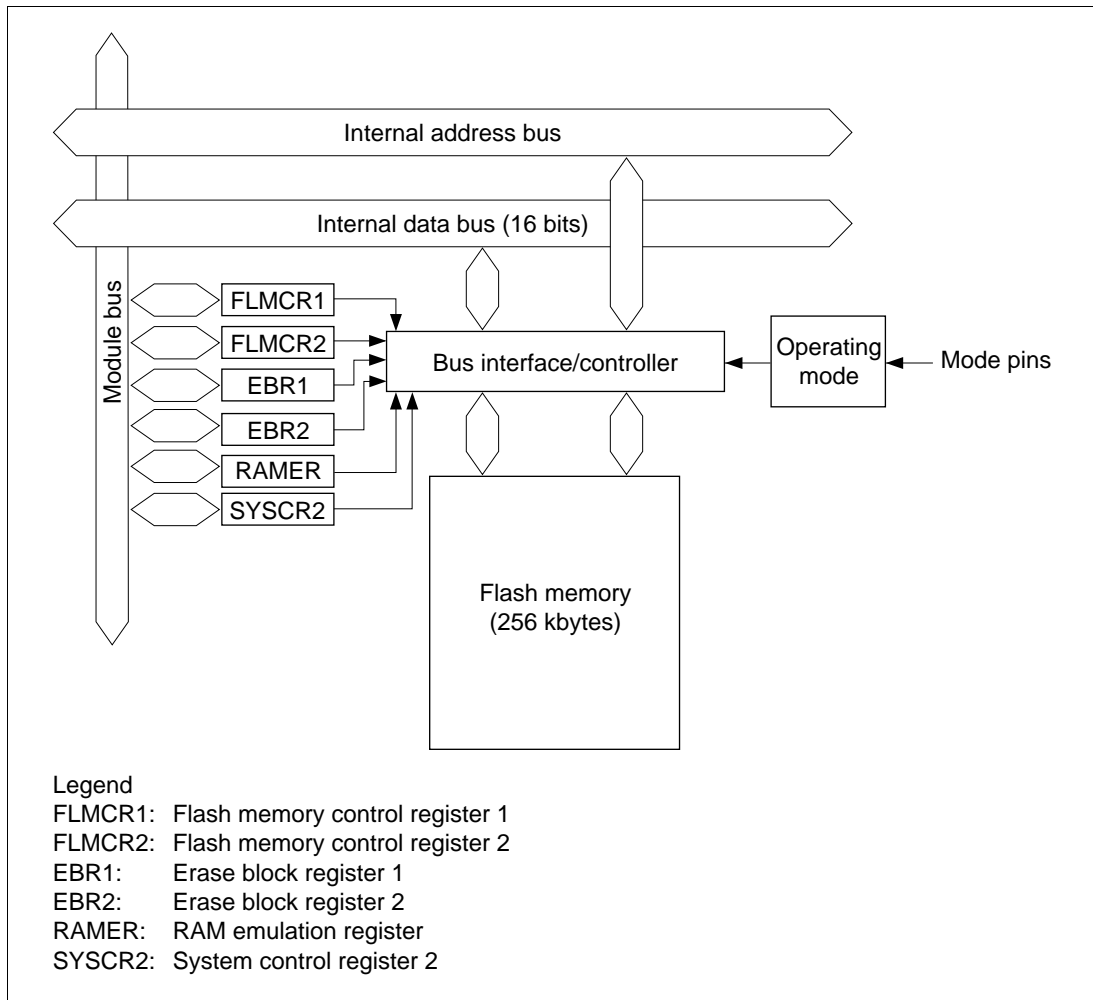 Internal address bus
Internal data bus (16 bits)
Module bus
FLMCR1
FLMCR2
EBR1
EBR2
RAMER
SYSCR2
Bus interface/controller
Operating
mode
Mode pins
Flash memory
(256 kbytes)
Legend
FLMCR1: Flash memory control register 1
FLMCR2: Flash memory control register 2
EBR1: Erase block register 1
EBR2: Erase block register 2
RAMER: RAM emulation register
SYSCR2: System control register 2